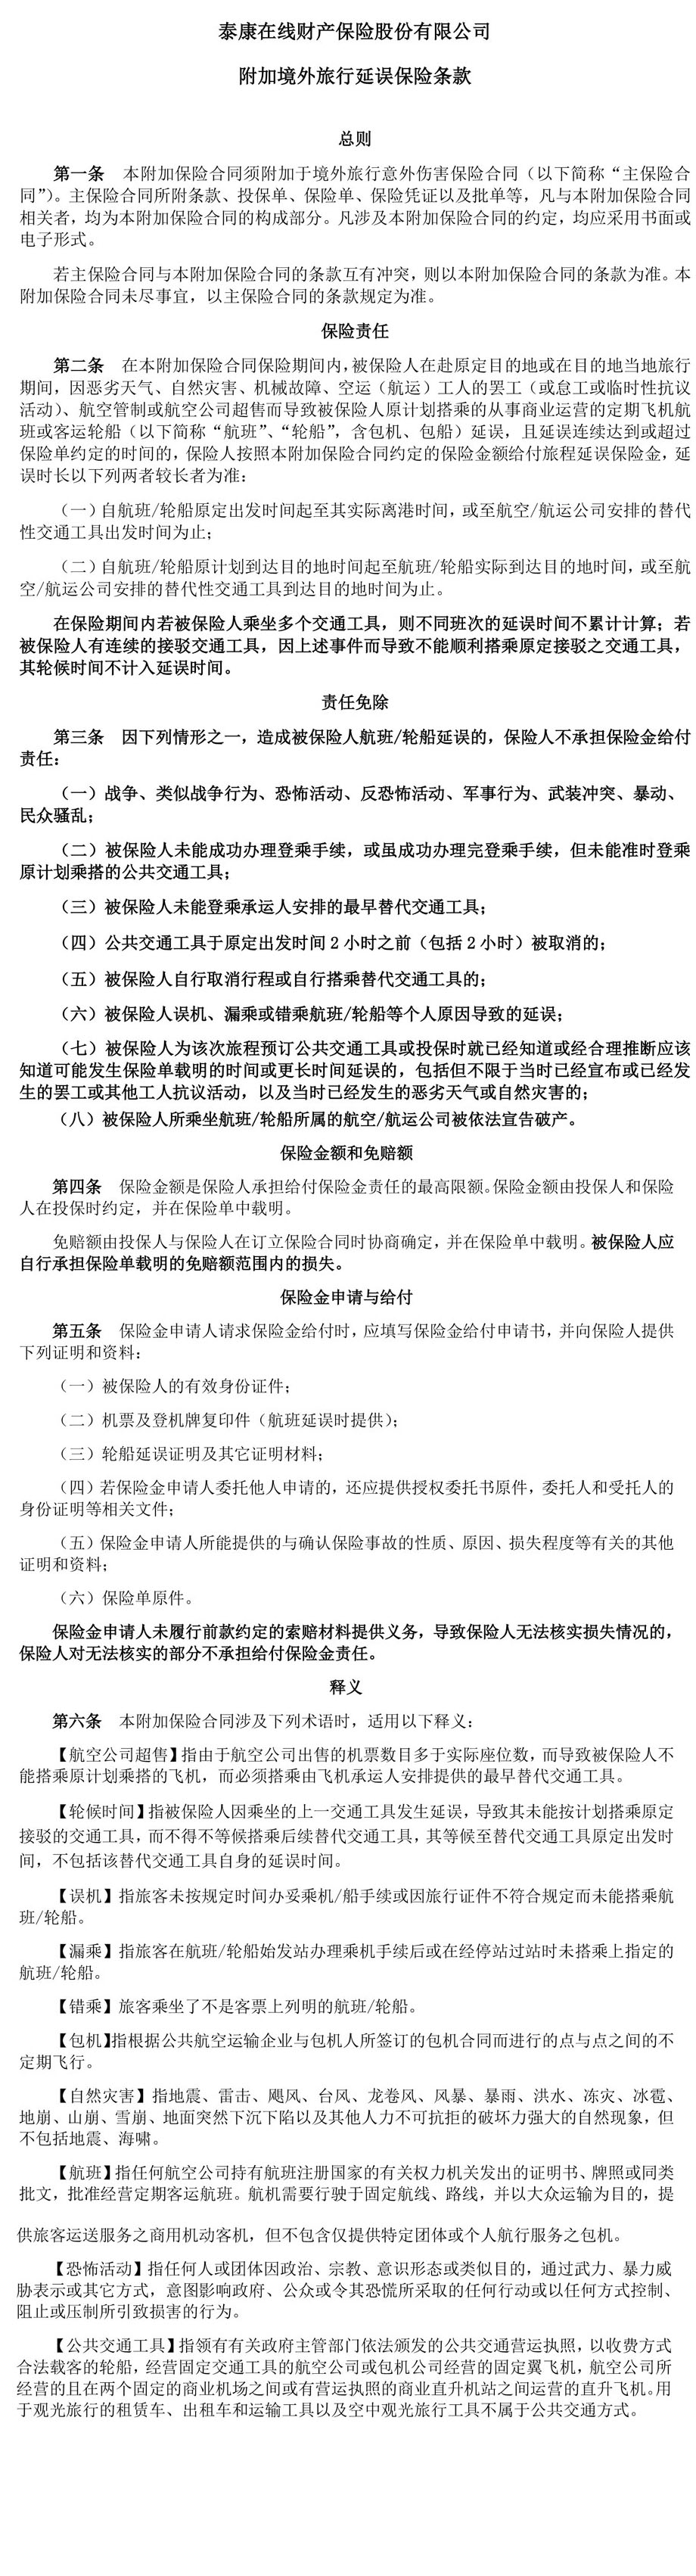 泰康在线财产保险股份有限公司
附加境外旅行延误保险条款
总则
第一条 本附加保险合同须附加于境外旅行意外伤害保险合同（以下简称“主保险合
同”）。主保险合同所附条款、投保单、保险单、保险凭证以及批单等，凡与本附加保险合同
相关者，均为本附加保险合同的构成部分。凡涉及本附加保险合同的约定，均应采用书面或
电子形式。
若主保险合同与本附加保险合同的条款互有冲突，则以本附加保险合同的条款为准。本
附加保险合同未尽事宜，以主保险合同的条款规定为准。
保险责任
第二条 在本附加保险合同保险期间内，被保险人在赴原定目的地或在目的地当地旅行
期间，因恶劣天气、自然灾害、机械故障、空运（航运）工人的罢工（或怠工或临时性抗议
活动）、航空管制或航空公司超售而导致被保险人原计划搭乘的从事商业运营的定期飞机航
班或客运轮船（以下简称“航班”、“轮船”，含包机、包船）延误，且延误连续达到或超过
保险单约定的时间的，保险人按照本附加保险合同约定的保险金额给付旅程延误保险金，延
误时长以下列两者较长者为准：
（一）自航班/轮船原定出发时间起至其实际离港时间，或至航空/航运公司安排的替代
性交通工具出发时间为止；
（二）自航班/轮船原计划到达目的地时间起至航班/轮船实际到达目的地时间，或至航
空/航运公司安排的替代性交通工具到达目的地时间为止。
在保险期间内若被保险人乘坐多个交通工具，则不同班次的延误时间不累计计算；若
被保险人有连续的接驳交通工具，因上述事件而导致不能顺利搭乘原定接驳之交通工具，
其轮候时间不计入延误时间。
责任免除
第三条 因下列情形之一，造成被保险人航班/轮船延误的，保险人不承担保险金给付
责任：
（一）战争、类似战争行为、恐怖活动、反恐怖活动、军事行为、武装冲突、暴动、
民众骚乱；
（二）被保险人未能成功办理登乘手续，或虽成功办理完登乘手续，但未能准时登乘
原计划乘搭的公共交通工具；
（三）被保险人未能登乘承运人安排的最早替代交通工具；
（四）公共交通工具于原定出发时间 2 小时之前（包括 2 小时）被取消的；
（五）被保险人自行取消行程或自行搭乘替代交通工具的；
（六）被保险人误机、漏乘或错乘航班/轮船等个人原因导致的延误；
（七）被保险人为该次旅程预订公共交通工具或投保时就已经知道或经合理推断应该
知道可能发生保险单载明的时间或更长时间延误的，包括但不限于当时已经宣布或已经发
生的罢工或其他工人抗议活动，以及当时已经发生的恶劣天气或自然灾害的；
（八）被保险人所乘坐航班/轮船所属的航空/航运公司被依法宣告破产。
保险金额和免赔额
第四条 保险金额是保险人承担给付保险金责任的最高限额。保险金额由投保人和保险
人在投保时约定，并在保险单中载明。
免赔额由投保人与保险人在订立保险合同时协商确定，并在保险单中载明。被保险人应
自行承担保险单载明的免赔额范围内的损失。
保险金申请与给付
第五条 保险金申请人请求保险金给付时，应填写保险金给付申请书，并向保险人提供
下列证明和资料：
（一）被保险人的有效身份证件；
（二）机票及登机牌复印件（航班延误时提供）；
（三）轮船延误证明及其它证明材料；
（四）若保险金申请人委托他人申请的，还应提供授权委托书原件，委托人和受托人的
身份证明等相关文件；
（五）保险金申请人所能提供的与确认保险事故的性质、原因、损失程度等有关的其他
证明和资料；
（六）保险单原件。
保险金申请人未履行前款约定的索赔材料提供义务，导致保险人无法核实损失情况的，
保险人对无法核实的部分不承担给付保险金责任。
释义
第六条 本附加保险合同涉及下列术语时，适用以下释义：
【航空公司超售】指由于航空公司出售的机票数目多于实际座位数，而导致被保险人不
能搭乘原计划乘搭的飞机，而必须搭乘由飞机承运人安排提供的最早替代交通工具。
【轮候时间】指被保险人因乘坐的上一交通工具发生延误，导致其未能按计划搭乘原定
接驳的交通工具，而不得不等候搭乘后续替代交通工具，其等候至替代交通工具原定出发时
间，不包括该替代交通工具自身的延误时间。
【误机】指旅客未按规定时间办妥乘机/船手续或因旅行证件不符合规定而未能搭乘航
班/轮船。
【漏乘】指旅客在航班/轮船始发站办理乘机手续后或在经停站过站时未搭乘上指定的
航班/轮船。
【错乘】旅客乘坐了不是客票上列明的航班/轮船。
【包机】指根据公共航空运输企业与包机人所签订的包机合同而进行的点与点之间的不
定期飞行。
【自然灾害】指地震、雷击、飓风、台风、龙卷风、风暴、暴雨、洪水、冻灾、冰雹、
地崩、山崩、雪崩、地面突然下沉下陷以及其他人力不可抗拒的破坏力强大的自然现象，但
不包括地震、海啸。
【航班】指任何航空公司持有航班注册国家的有关权力机关发出的证明书、牌照或同类
批文，批准经营定期客运航班。航机需要行驶于固定航线、路线，并以大众运输为目的，提
供旅客运送服务之商用机动客机，但不包含仅提供特定团体或个人航行服务之包机。
【恐怖活动】指任何人或团体因政治、宗教、意识形态或类似目的，通过武力、暴力威
胁表示或其它方式，意图影响政府、公众或令其恐慌所采取的任何行动或以任何方式控制、
阻止或压制所引致损害的行为。
【公共交通工具】指领有有关政府主管部门依法颁发的公共交通营运执照，以收费方式
合法载客的轮船，经营固定交通工具的航空公司或包机公司经营的固定翼飞机，航空公司所
经营的且在两个固定的商业机场之间或有营运执照的商业直升机站之间运营的直升飞机。用
于观光旅行的租赁车、出租车和运输工具以及空中观光旅行工具不属于公共交通方式。